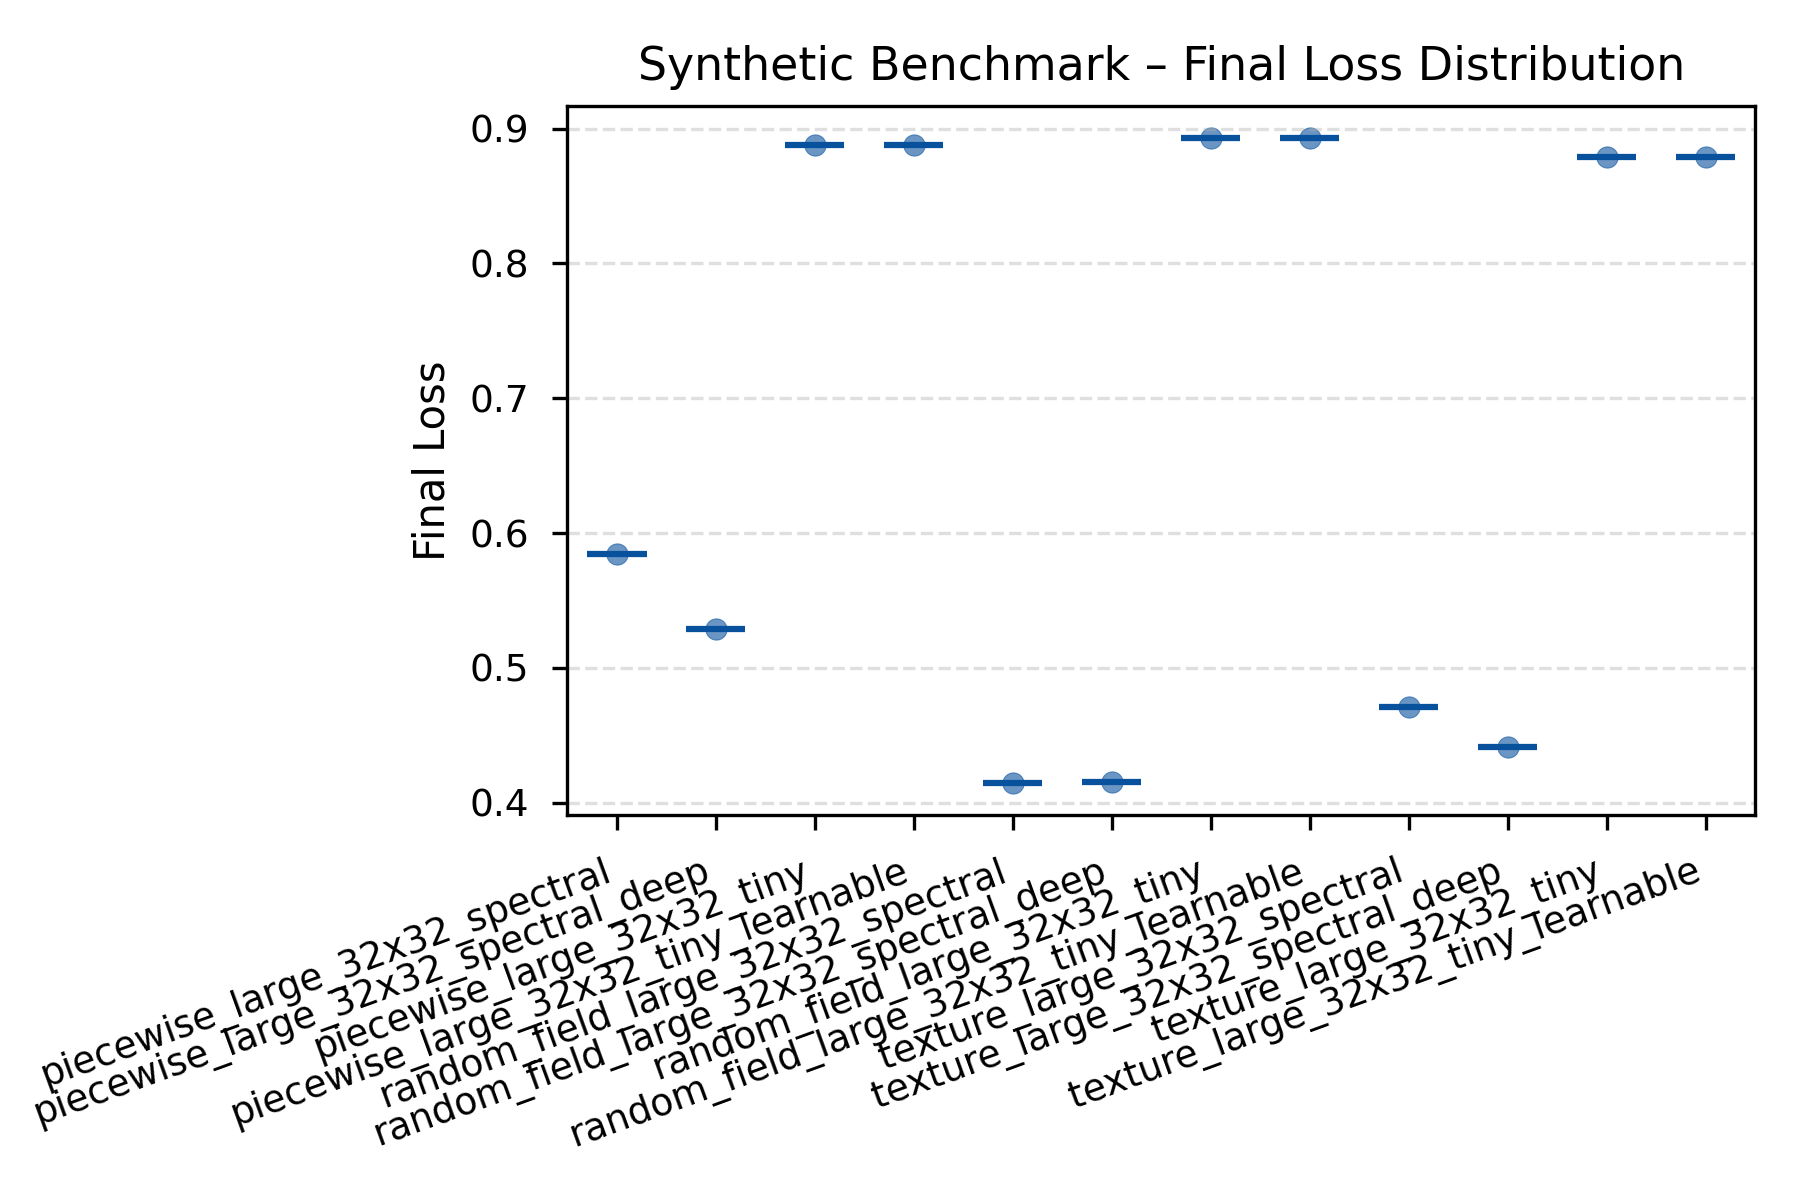 Synthetic Benchmark – Final Loss Distribution
Final Loss
0.9
0.8
0.7
0.6
0.5
0.4
piecewise_large_32x32_spectral
piecewise_large_32x32_spectral_deep
piecewise_large_32x32_tiny
piecewise_large_32x32_tiny_learnable
random_field_large_32x32_spectral
random_field_large_32x32_spectral_deep
random_field_large_32x32_tiny
random_field_large_32x32_tiny_learnable
texture_large_32x32_spectral
texture_large_32x32_spectral_deep
texture_large_32x32_tiny
texture_large_32x32_tiny_learnable